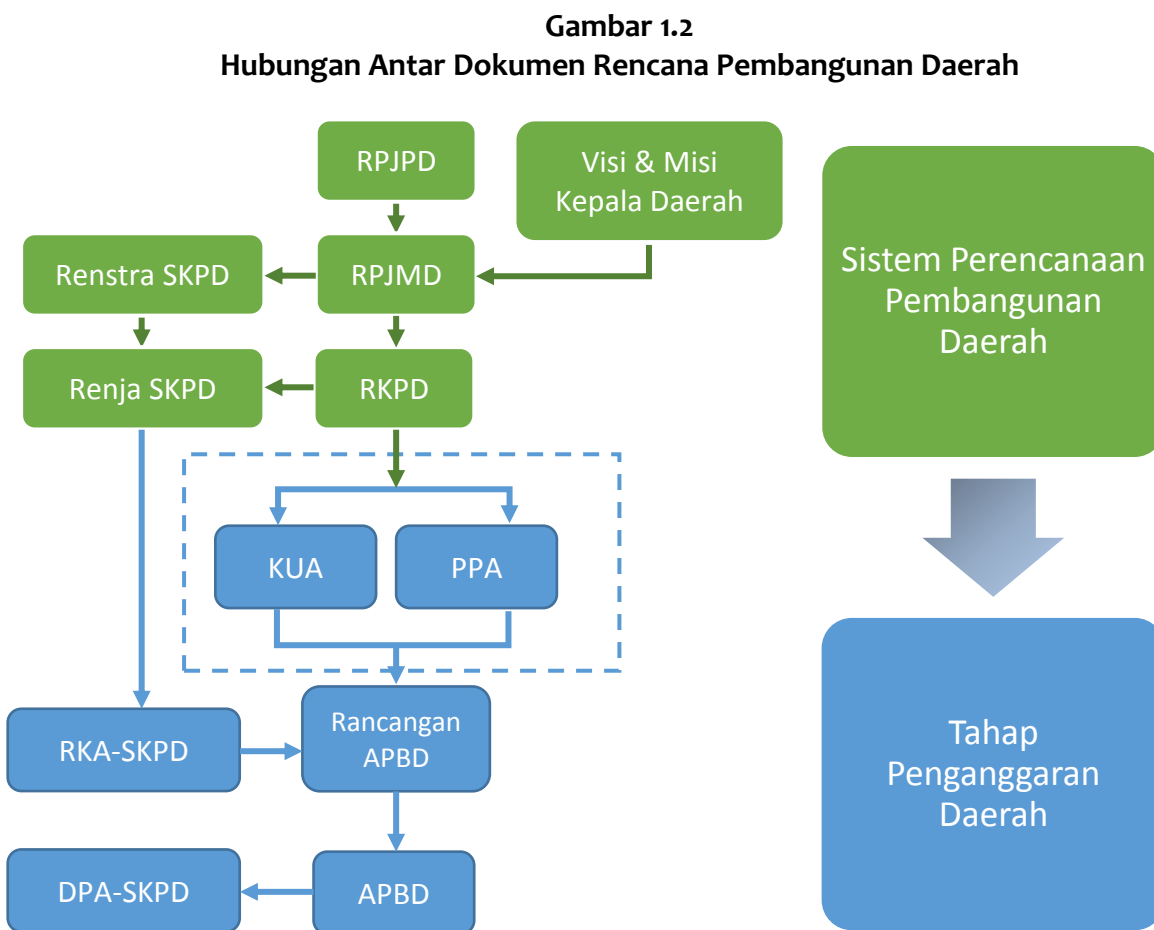 Gambar 1.2
Hubungan Antar Dokumen Rencana Pembangunan Daerah
RPJPD
Visi & Misi
Kepala Daerah
Renstra SKPD
RPJMD
Renja SKPD
RKPD
Sistem Perencanaan
Pembangunan
Daerah
KUA
PPA
RKA-SKPD
Rancangan
APBD
DPA-SKPD
APBD
Tahap
Penganggaran
Daerah